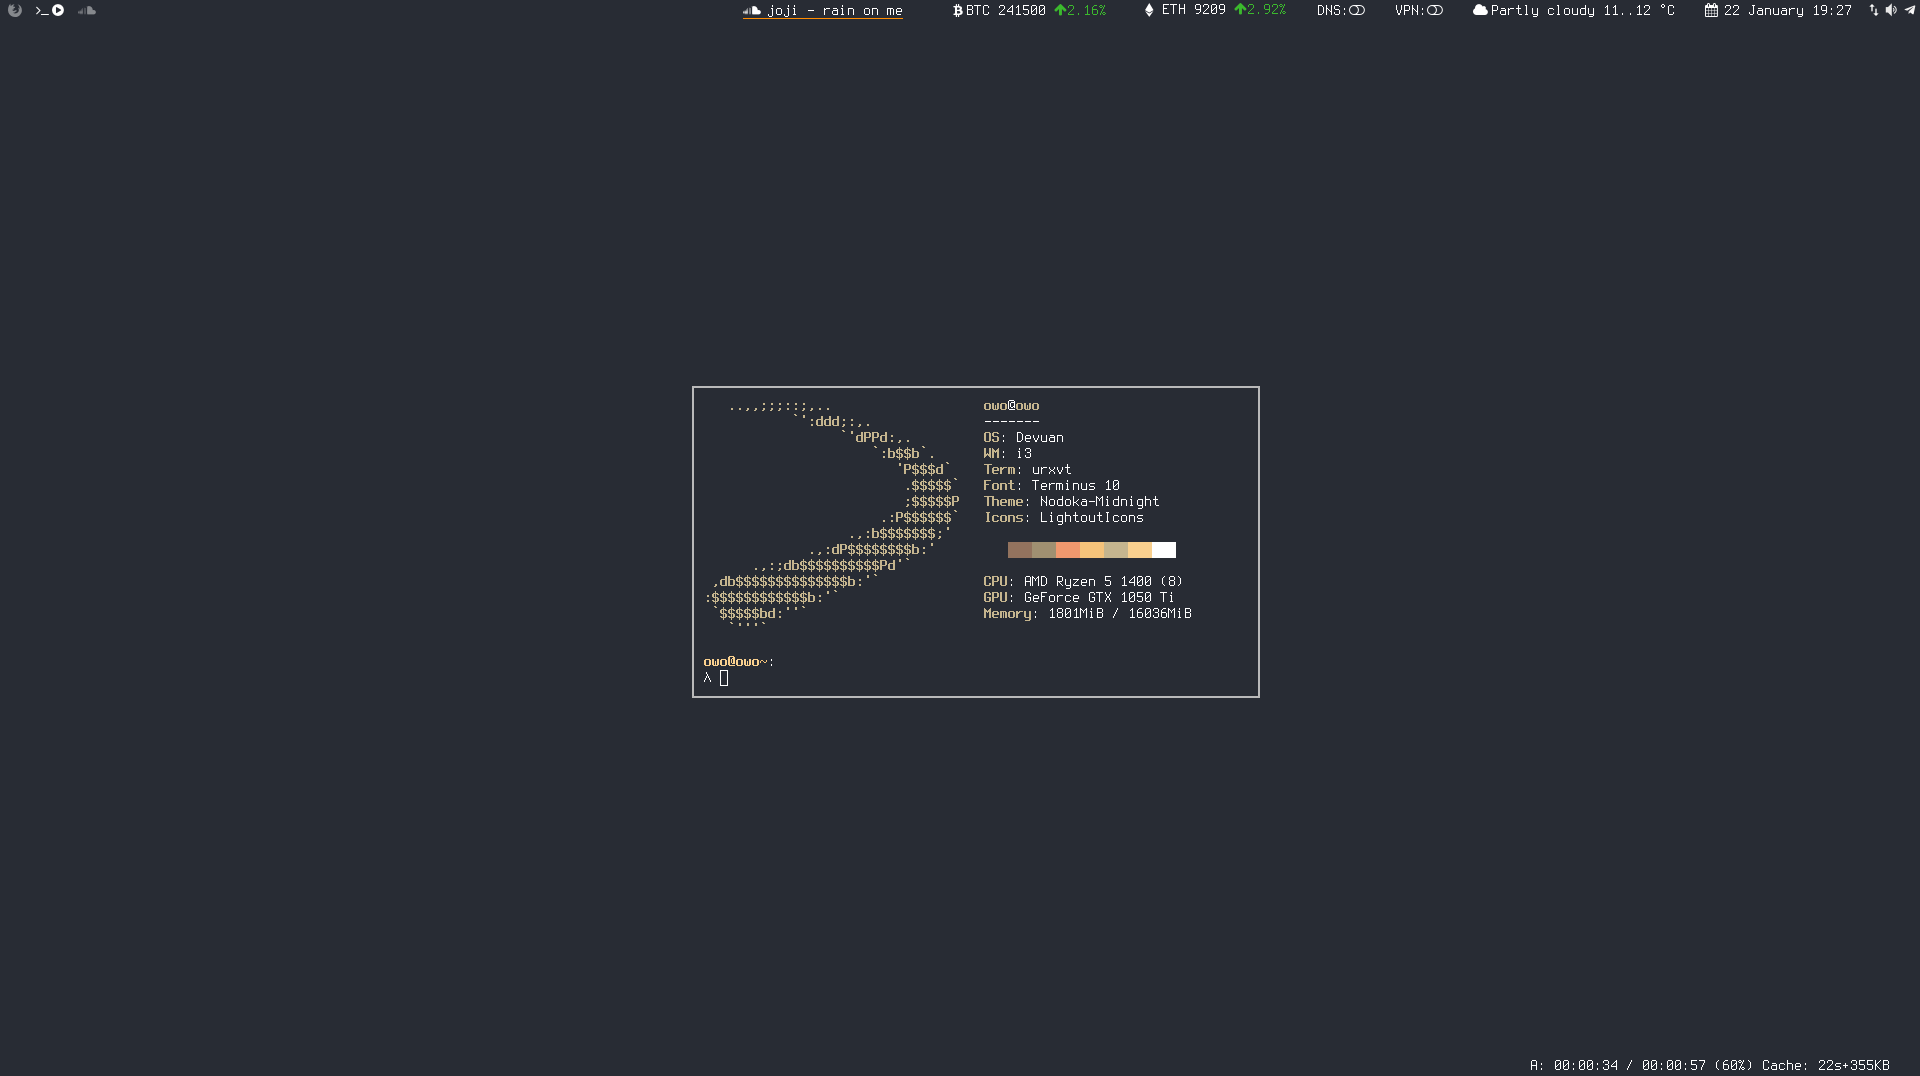 >_ joji - rain on me BTC 241500 2.16% ETH 9209 2.92% DNS: VPN: Partly cloudy 11..12 °C 22 January 19:27
..,,;;;::;,..
`':ddd;:,.
`'dPPd:,.
`:b$$b`.
'P$$$d`
.$$$$$`
;$$$$$P
.:P$$$$$$`
.,:b$$$$$$$;'
.,:dP$$$$$$$$b:'
.,:;db$$$$$$$$$$Pd'`
,db$$$$$$$$$$$$$$b:'`
:$$$$$$$$$$$$b:'`
`$$$$$bd:''`
`'''`
owo@owo
-------
OS: Devuan
WM: i3
Term: urxvt
Font: Terminus 10
Theme: Nodoka-Midnight
Icons: LightoutIcons
CPU: AMD Ryzen 5 1400 (8)
GPU: GeForce GTX 1050 Ti
Memory: 1801MiB / 16036MiB
owo@owo~:
λ
A: 00:00:34 / 00:00:57 (60%) Cache: 22s+355KB